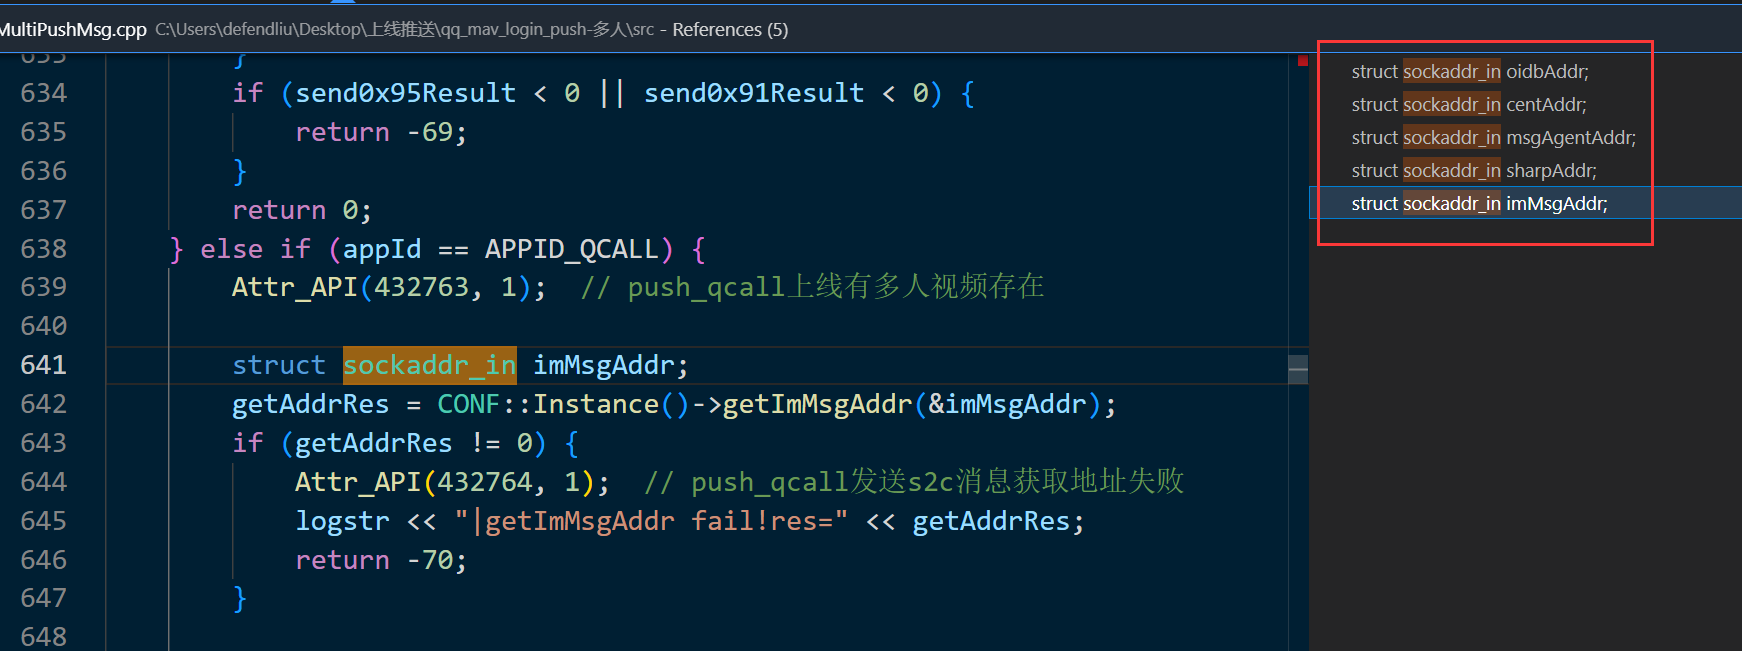 MultiPushMsg.cpp C:\Users\defendliu\Desktop\上线推送\qq_mav_login_push-多人\src - References (5)
633 }
634 if (send0x95Result < 0 || send0x91Result < 0) {
635 return -69;
636 }
637 return 0;
638 } else if (appId == APPID_QCALL) {
639 Attr_API(432763, 1); // push_qcall上线有多人视频存在
640
641 struct sockaddr_in imMsgAddr;
642 getAddrRes = CONF::Instance()->getImMsgAddr(&imMsgAddr);
643 if (getAddrRes != 0) {
644 Attr_API(432764, 1); // push_qcall发送s2c消息获取地址失败
645 logstr << "|getImMsgAddr fail!res=" << getAddrRes;
646 return -70;
647 }
648
struct sockaddr_in oidbAddr;
struct sockaddr_in centAddr;
struct sockaddr_in msgAgentAddr;
struct sockaddr_in sharpAddr;
struct sockaddr_in imMsgAddr;